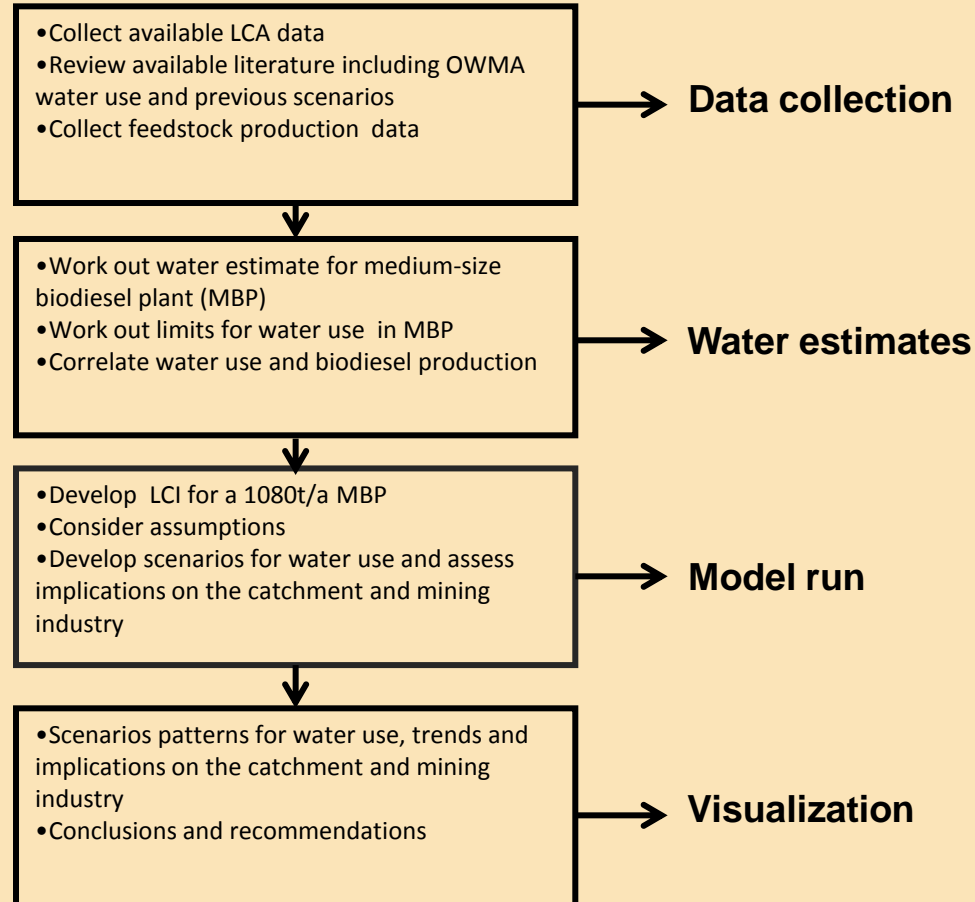 •Collect available LCA data
•Review available literature including OWMA
water use and previous scenarios
•Collect feedstock production data
Data collection
•Work out water estimate for medium-size
biodiesel plant (MBP)
•Work out limits for water use in MBP
•Correlate water use and biodiesel production
Water estimates
•Develop LCI for a 1080t/a MBP
•Consider assumptions
•Develop scenarios for water use and assess
implications on the catchment and mining
industry
Model run
•Scenarios patterns for water use, trends and
implications on the catchment and mining
industry
•Conclusions and recommendations
Visualization